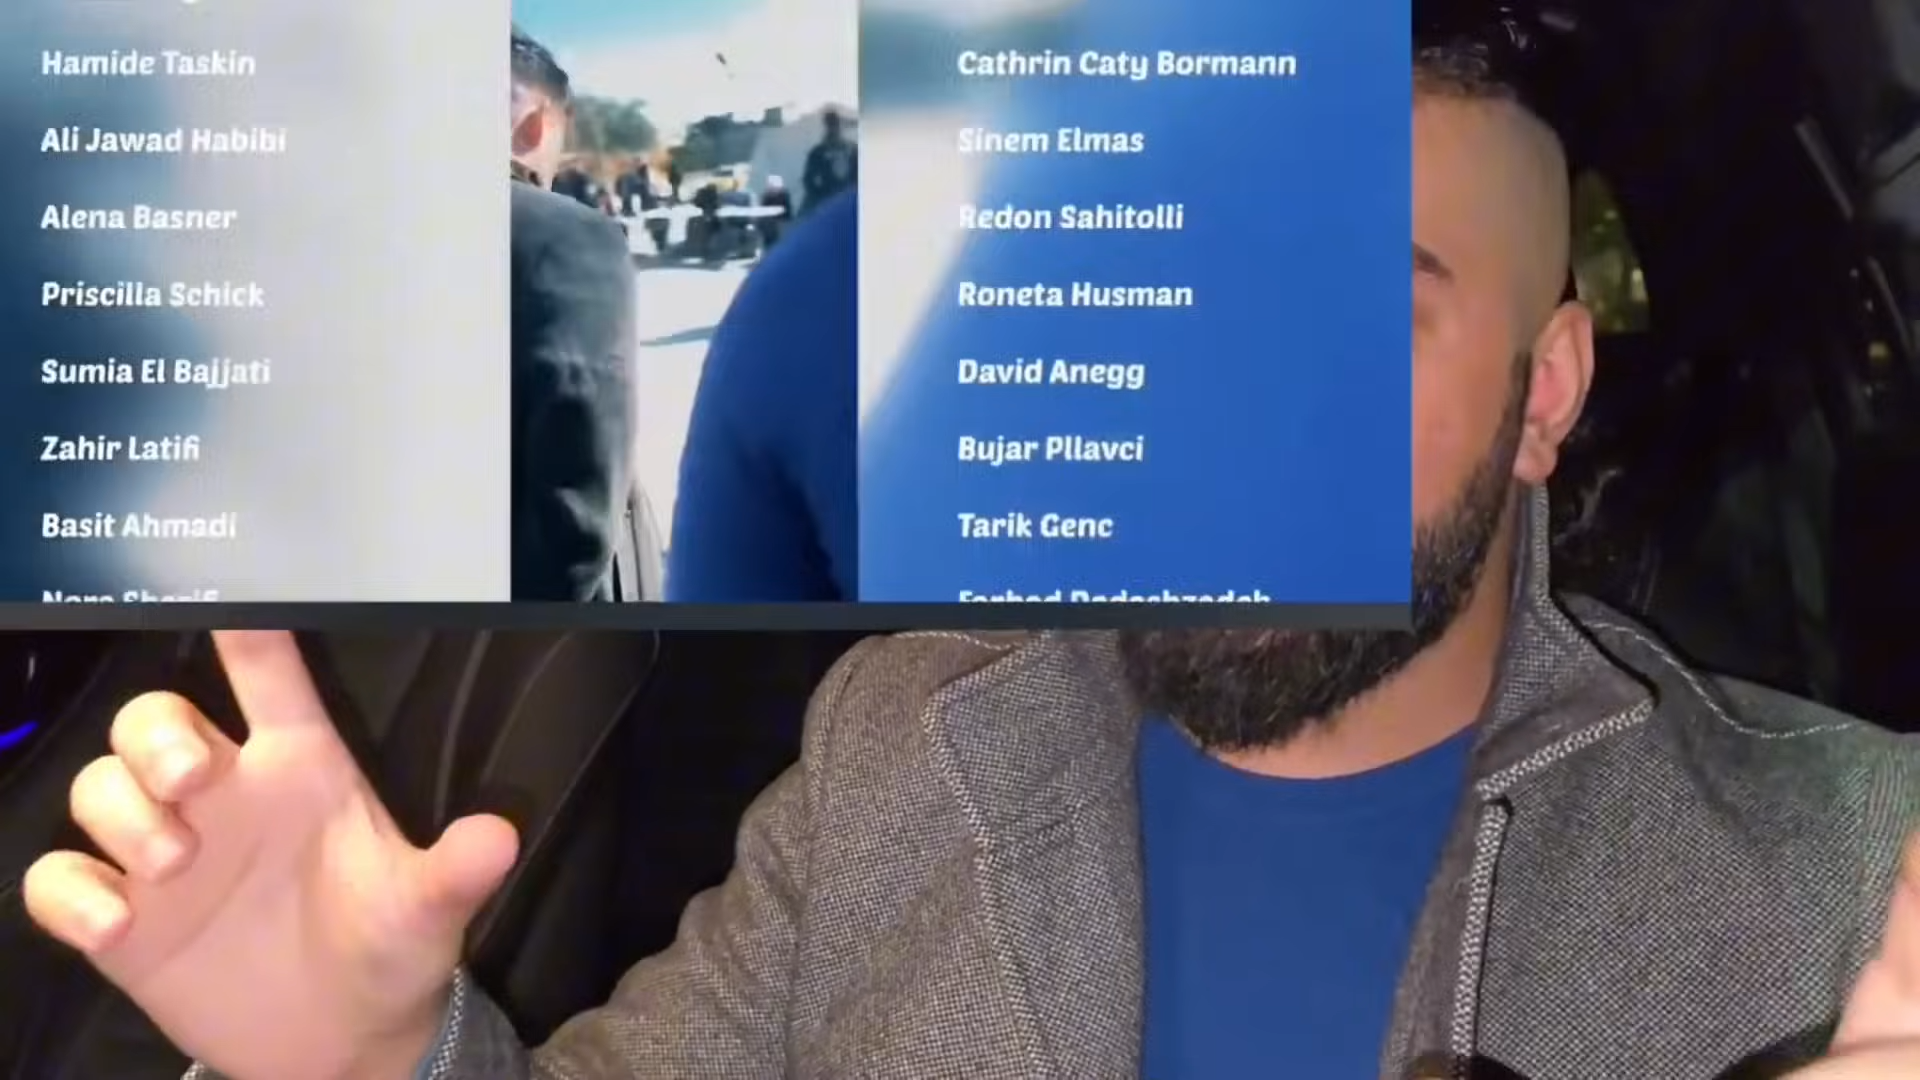 Hamide Taskin
Ali Jawad Habibi
Alena Basner
Priscilla Schick
Sumia El Bajjati
Zahir Latifi
Basit Ahmadi
Cathrin Caty Bormann
Sinem Elmas
Redon Sahitolli
Roneta Husman
David Anegg
Bujar Pllavci
Tarik Genc